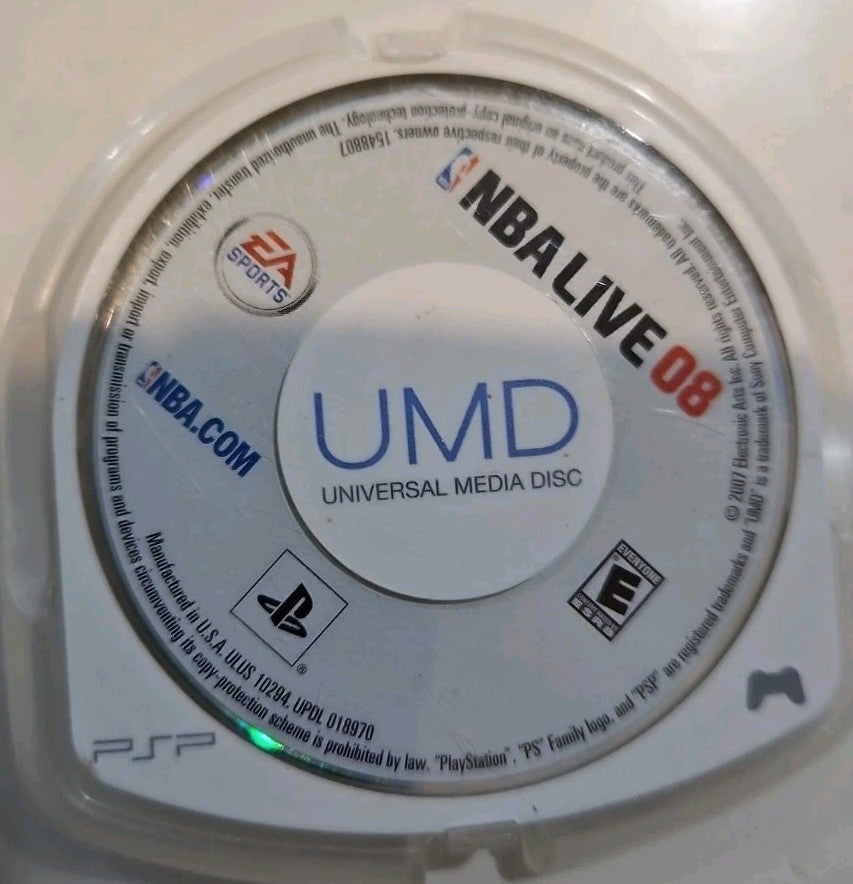 NBA LIVE 08
EA
SPORTS
NBA.COM
UMD
UNIVERSAL MEDIA DISC
EVERYONE
E
ESRB
Manufactured in U.S.A. ULUS 10294, UPDL 018970
© 2007 Electronic Arts Inc. All rights reserved. All trademarks are the property of their respective owners. 1548807
"PlayStation", "PS" Family logo, and "PSP" are registered trademarks and "UMD" is a trademark of Sony Computer Entertainment Inc.
This product uses an original copy protection technology. The unauthorized transfer, exhibition, export, import or transmission of programs and devices circumventing its copy-protection scheme is prohibited by law.
PSP